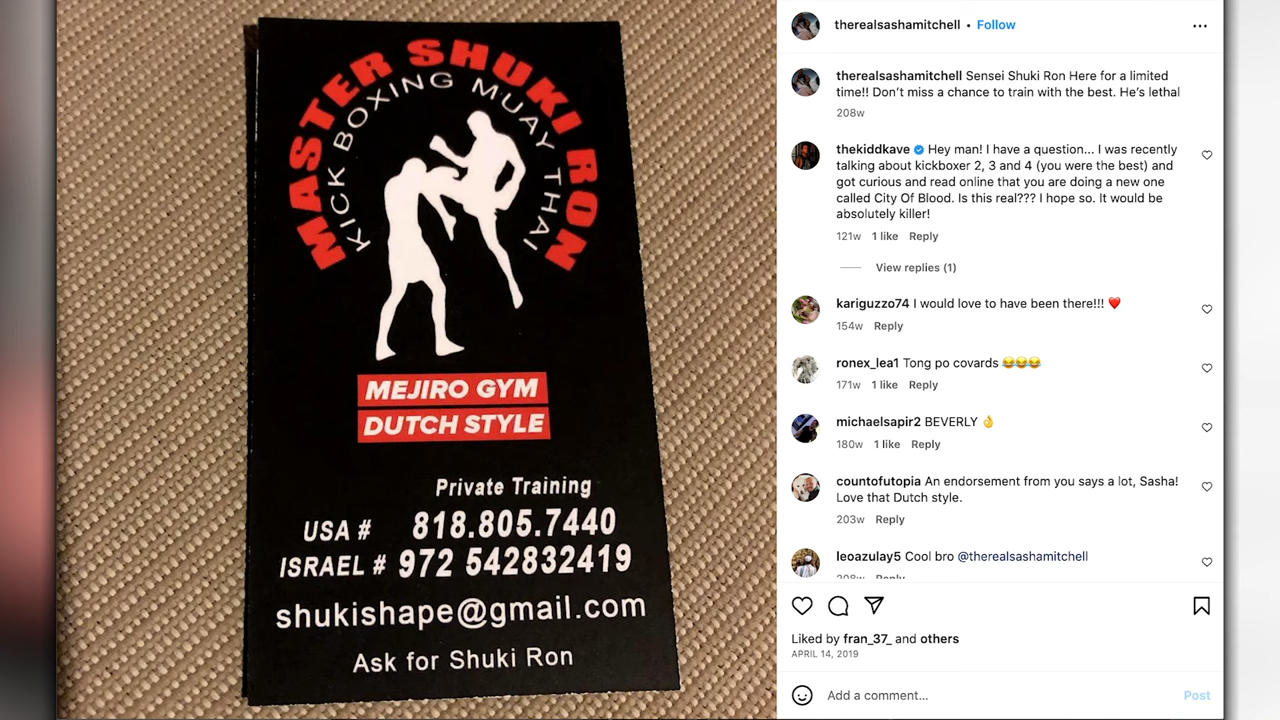 MASTER SHUKI RON
KICK BOXING MUAY THAI
MEJIRO GYM
DUTCH STYLE
Private Training
USA # 818.805.7440
ISRAEL # 972 542832419
shukishape@gmail.com
Ask for Shuki Ron
therealsashamitchell • Follow
therealsashamitchell Sensei Shuki Ron Here for a limited
time!! Don't miss a chance to train with the best. He's lethal
208w
thekiddkave Hey man! I have a question... I was recently
talking about kickboxer 2, 3 and 4 (you were the best) and
got curious and read online that you are doing a new one
called City Of Blood. Is this real??? I hope so. It would be
absolutely killer!
121w 1 like Reply
View replies (1)
kariguzzo74 I would love to have been there!!! ❤️
154w Reply
ronex_lea1 Tong po covards 😂😂😂
171w 1 like Reply
michaelsapir2 BEVERLY 👌
180w 1 like Reply
countofutopia An endorsement from you says a lot, Sasha!
Love that Dutch style.
203w Reply
leoazulay5 Cool bro @therealsashamitchell
208w Reply
Liked by fran_37_ and others
APRIL 14, 2019
Add a comment...
Post